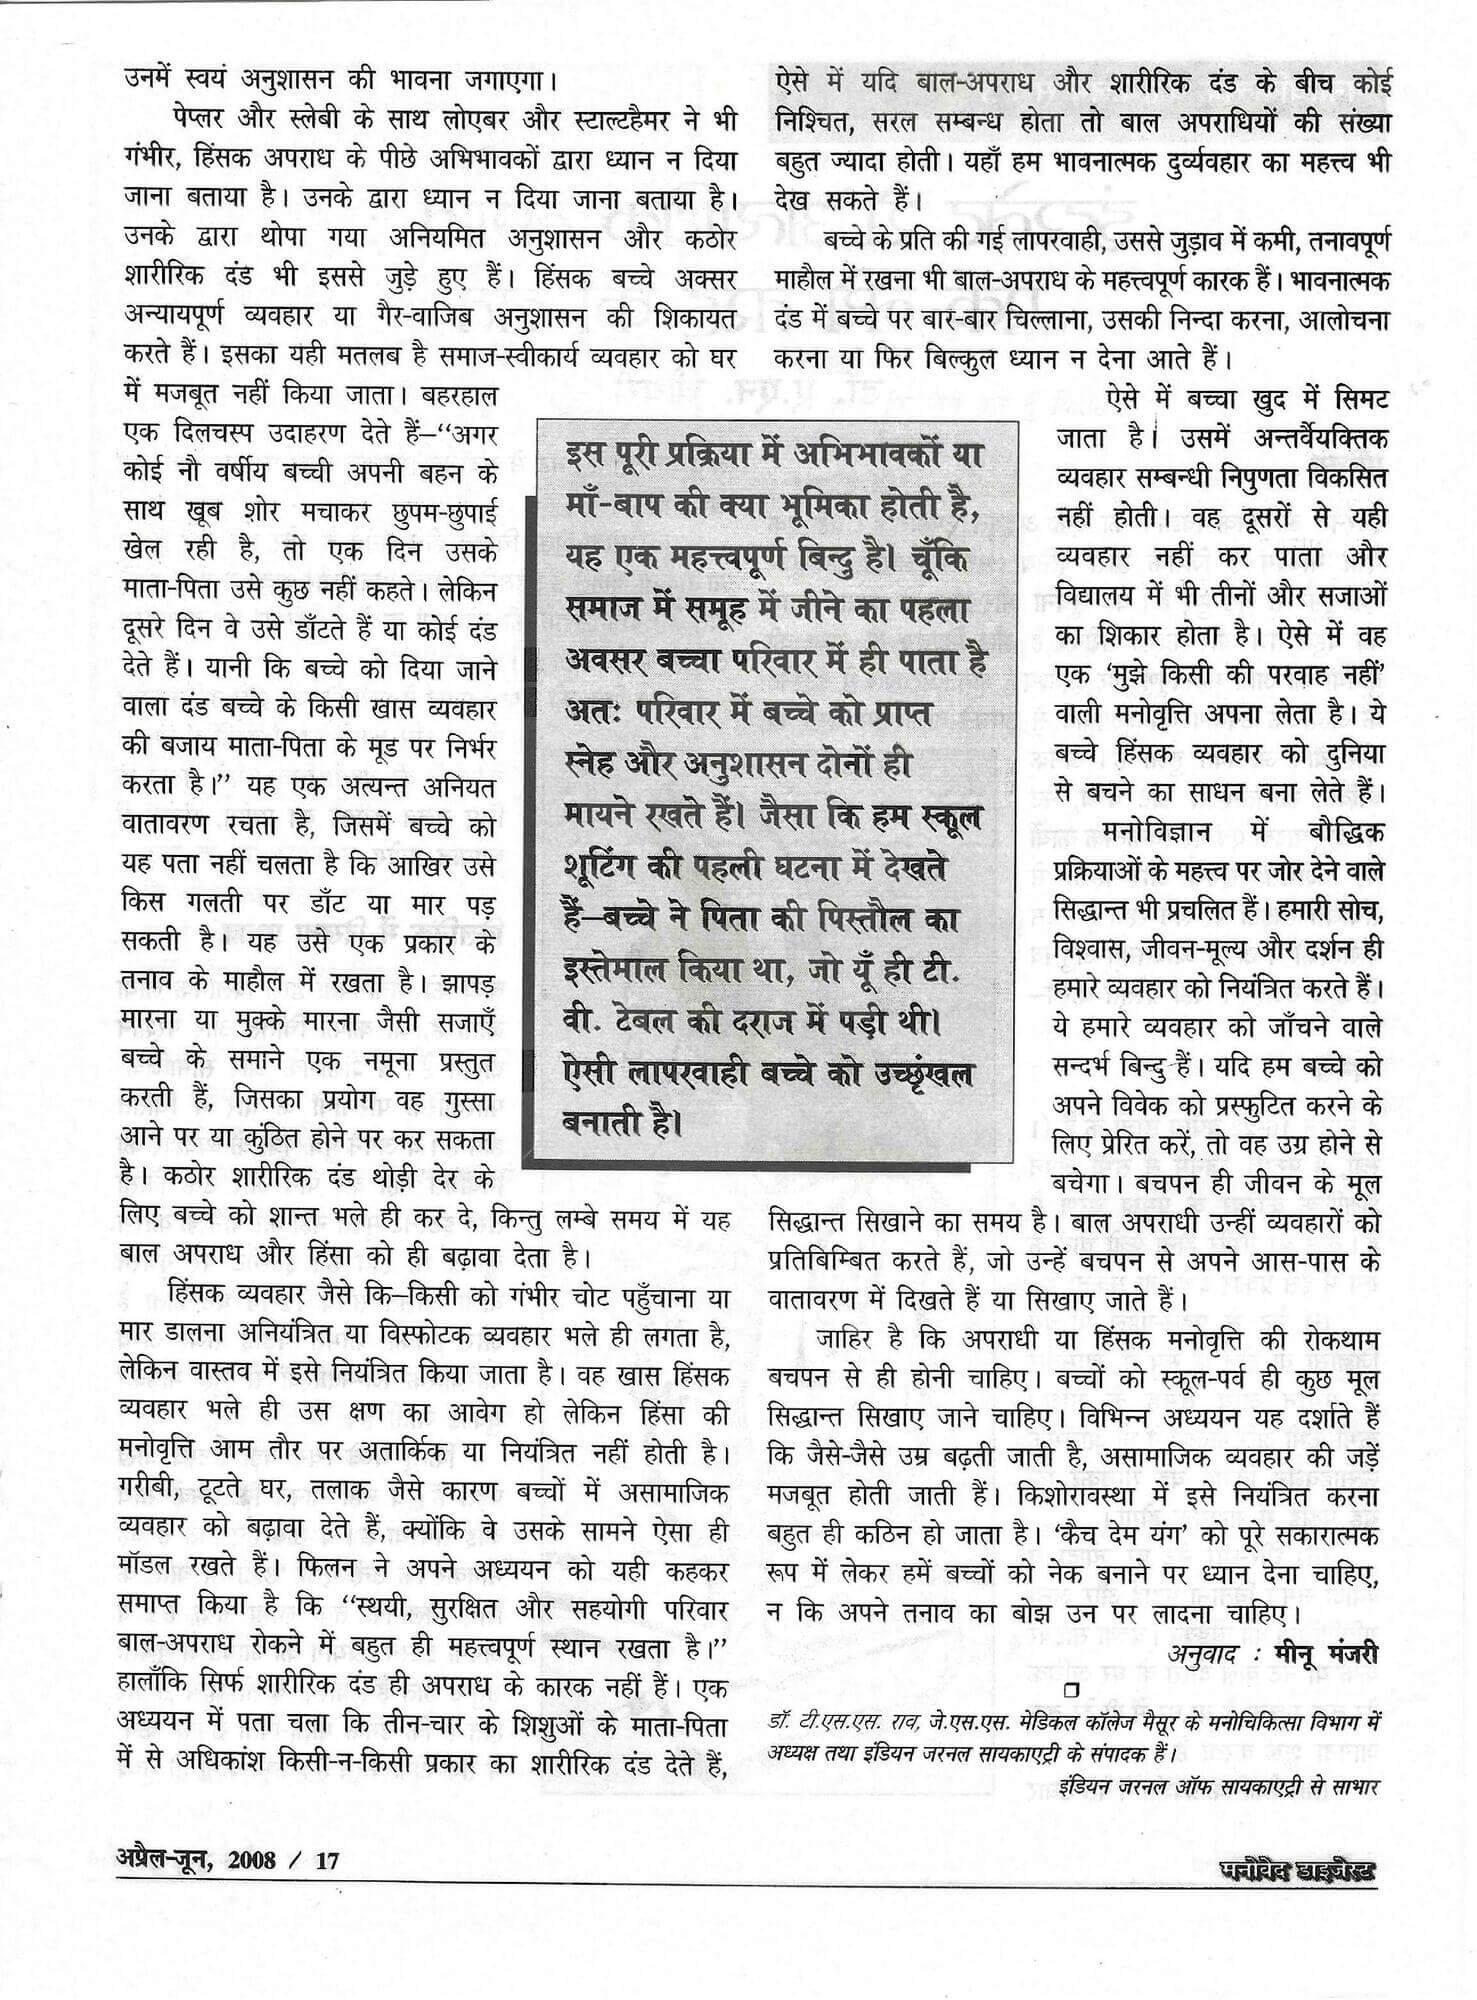 उनमें स्वयं अनुशासन की भावना जगाएगा।
पेप्लर और स्लेबी के साथ लोएबर और स्टाल्टहैमर ने भी
गंभीर, हिंसक अपराध के पीछे अभिभावकों द्वारा ध्यान न दिया
जाना बताया है। उनके द्वारा ध्यान न दिया जाना बताया है।
उनके द्वारा थोपा गया अनियमित अनुशासन और कठोर
शारीरिक दंड भी इससे जुड़े हुए हैं। हिंसक बच्चे अक्सर
अन्यायपूर्ण व्यवहार या गैर-वाजिब अनुशासन की शिकायत
करते हैं। इसका यही मतलब है समाज-स्वीकार्य व्यवहार को घर
में मजबूत नहीं किया जाता। बहरहाल
एक दिलचस्प उदाहरण देते हैं–“अगर
कोई नौ वर्षीय बच्ची अपनी बहन के
साथ खूब शोर मचाकर छुपम-छुपाई
खेल रही है, तो एक दिन उसके
माता-पिता उसे कुछ नहीं कहते। लेकिन
दूसरे दिन वे उसे डाँटते हैं या कोई दंड
देते हैं। यानी कि बच्चे को दिया जाने
वाला दंड बच्चे के किसी खास व्यवहार
की बजाय माता-पिता के मूड पर निर्भर
करता है।” यह एक अत्यन्त अनियत
वातावरण रचता है, जिसमें बच्चे को
यह पता नहीं चलता है कि आखिर उसे
किस गलती पर डाँट या मार पड़
सकती है। यह उसे एक प्रकार के
तनाव के माहौल में रखता है। झापड़
मारना या मुक्के मारना जैसी सजाएँ
बच्चे के समाने एक नमूना प्रस्तुत
करती हैं, जिसका प्रयोग वह गुस्सा
आने पर या कुंठित होने पर कर सकता
है। कठोर शारीरिक दंड थोड़ी देर के
लिए बच्चे को शान्त भले ही कर दे, किन्तु लम्बे समय में यह
बाल अपराध और हिंसा को ही बढ़ावा देता है।
हिंसक व्यवहार जैसे कि–किसी को गंभीर चोट पहुँचाना या
मार डालना अनियंत्रित या विस्फोटक व्यवहार भले ही लगता है,
लेकिन वास्तव में इसे नियंत्रित किया जाता है। वह खास हिंसक
व्यवहार भले ही उस क्षण का आवेग हो लेकिन हिंसा की
मनोवृत्ति आम तौर पर अतार्किक या नियंत्रित नहीं होती है।
गरीबी, टूटते घर, तलाक जैसे कारण बच्चों में असामाजिक
व्यवहार को बढ़ावा देते हैं, क्योंकि वे उसके सामने ऐसा ही
मॉडल रखते हैं। फिलन ने अपने अध्ययन को यही कहकर
समाप्त किया है कि “स्थयी, सुरक्षित और सहयोगी परिवार
बाल-अपराध रोकने में बहुत ही महत्त्वपूर्ण स्थान रखता है।”
हालाँकि सिर्फ शारीरिक दंड ही अपराध के कारक नहीं हैं। एक
अध्ययन में पता चला कि तीन-चार के शिशुओं के माता-पिता
में से अधिकांश किसी-न-किसी प्रकार का शारीरिक दंड देते हैं,
इस पूरी प्रक्रिया में अभिभावकों या
माँ-बाप की क्या भूमिका होती है,
यह एक महत्त्वपूर्ण बिन्दु है। चूँकि
समाज में समूह में जीने का पहला
अवसर बच्चा परिवार में ही पाता है
अतः परिवार में बच्चे को प्राप्त
स्नेह और अनुशासन दोनों ही
मायने रखते हैं। जैसा कि हम स्कूल
शूटिंग की पहली घटना में देखते
हैं–बच्चे ने पिता की पिस्तौल का
इस्तेमाल किया था, जो यूँ ही टी.
वी. टेबल की दराज में पड़ी थी।
ऐसी लापरवाही बच्चे को उच्छृंखल
बनाती है।
ऐसे में यदि बाल-अपराध और शारीरिक दंड के बीच कोई
निश्चित, सरल सम्बन्ध होता तो बाल अपराधियों की संख्या
बहुत ज्यादा होती। यहाँ हम भावनात्मक दुर्व्यवहार का महत्त्व भी
देख सकते हैं।
बच्चे के प्रति की गई लापरवाही, उससे जुड़ाव में कमी, तनावपूर्ण
माहौल में रखना भी बाल-अपराध के महत्त्वपूर्ण कारक हैं। भावनात्मक
दंड में बच्चे पर बार-बार चिल्लाना, उसकी निन्दा करना, आलोचना
करना या फिर बिल्कुल ध्यान न देना आते हैं।
ऐसे में बच्चा खुद में सिमट
जाता है। उसमें अन्तर्वैयक्तिक
व्यवहार सम्बन्धी निपुणता विकसित
नहीं होती। वह दूसरों से यही
व्यवहार नहीं कर पाता और
विद्यालय में भी तीनों और सजाओं
का शिकार होता है। ऐसे में वह
एक ‘मुझे किसी की परवाह नहीं’
वाली मनोवृत्ति अपना लेता है। ये
बच्चे हिंसक व्यवहार को दुनिया
से बचने का साधन बना लेते हैं।
मनोविज्ञान में बौद्धिक
प्रक्रियाओं के महत्त्व पर जोर देने वाले
सिद्धान्त भी प्रचलित हैं। हमारी सोच,
विश्वास, जीवन-मूल्य और दर्शन ही
हमारे व्यवहार को नियंत्रित करते हैं।
ये हमारे व्यवहार को जाँचने वाले
सन्दर्भ बिन्दु हैं। यदि हम बच्चे को
अपने विवेक को प्रस्फुटित करने के
लिए प्रेरित करें, तो वह उग्र होने से
बचेगा। बचपन ही जीवन के मूल
सिद्धान्त सिखाने का समय है। बाल अपराधी उन्हीं व्यवहारों को
प्रतिबिम्बित करते हैं, जो उन्हें बचपन से अपने आस-पास के
वातावरण में दिखते हैं या सिखाए जाते हैं।
जाहिर है कि अपराधी या हिंसक मनोवृत्ति की रोकथाम
बचपन से ही होनी चाहिए। बच्चों को स्कूल-पर्व ही कुछ मूल
सिद्धान्त सिखाए जाने चाहिए। विभिन्न अध्ययन यह दर्शाते हैं
कि जैसे-जैसे उम्र बढ़ती जाती है, असामाजिक व्यवहार की जड़ें
मजबूत होती जाती हैं। किशोरावस्था में इसे नियंत्रित करना
बहुत ही कठिन हो जाता है। ‘कैच देम यंग’ को पूरे सकारात्मक
रूप में लेकर हमें बच्चों को नेक बनाने पर ध्यान देना चाहिए,
न कि अपने तनाव का बोझ उन पर लादना चाहिए।
अनुवाद : मीनू मंजरी
डॉ. टी.एस.एस. राव, जे.एस.एस. मेडिकल कॉलेज मैसूर के मनोचिकित्सा विभाग में
अध्यक्ष तथा इंडियन जरनल सायकाएट्री के संपादक हैं।
इंडियन जरनल ऑफ सायकाएट्री से साभार
अप्रैल-जून, 2008 / 17
मनोवेद डाइजेस्ट